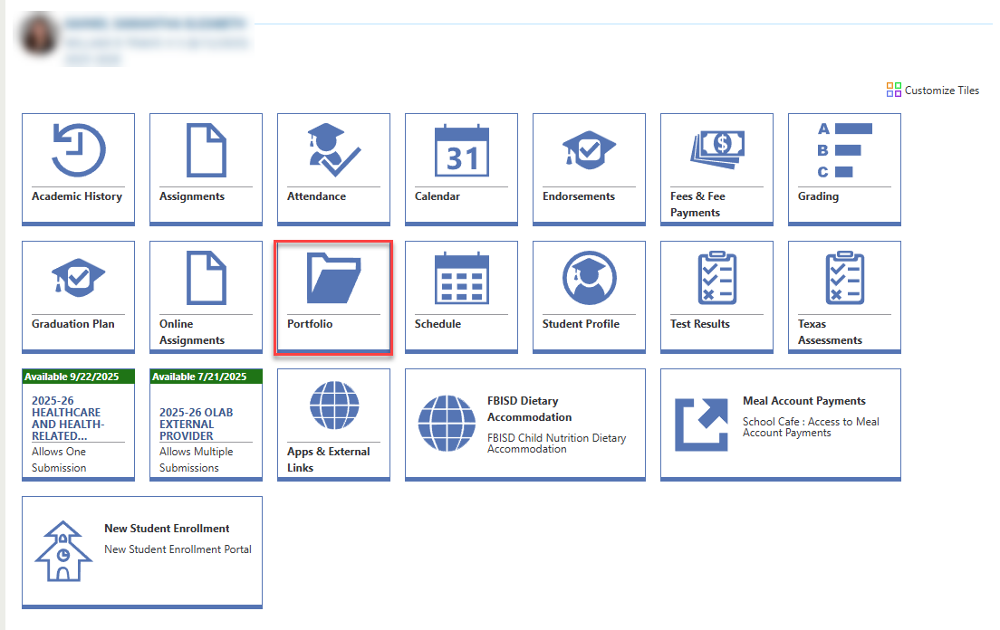 Customize Tiles
31
$
A
B
C
Academic History
Assignments
Attendance
Calendar
Endorsements
Fees & Fee
Payments
Grading
Graduation Plan
Online
Assignments
Portfolio
Schedule
Student Profile
Test Results
Texas
Assessments
Available 9/22/2025
2025-26
HEALTHCARE
AND HEALTH-
RELATED...
Allows One
Submission
Available 7/21/2025
2025-26 OLAB
EXTERNAL
PROVIDER
Allows Multiple
Submissions
Apps & External
Links
FBISD Dietary
Accommodation
FBISD Child Nutrition Dietary
Accommodation
Meal Account Payments
School Cafe : Access to Meal
Account Payments
New Student Enrollment
New Student Enrollment Portal